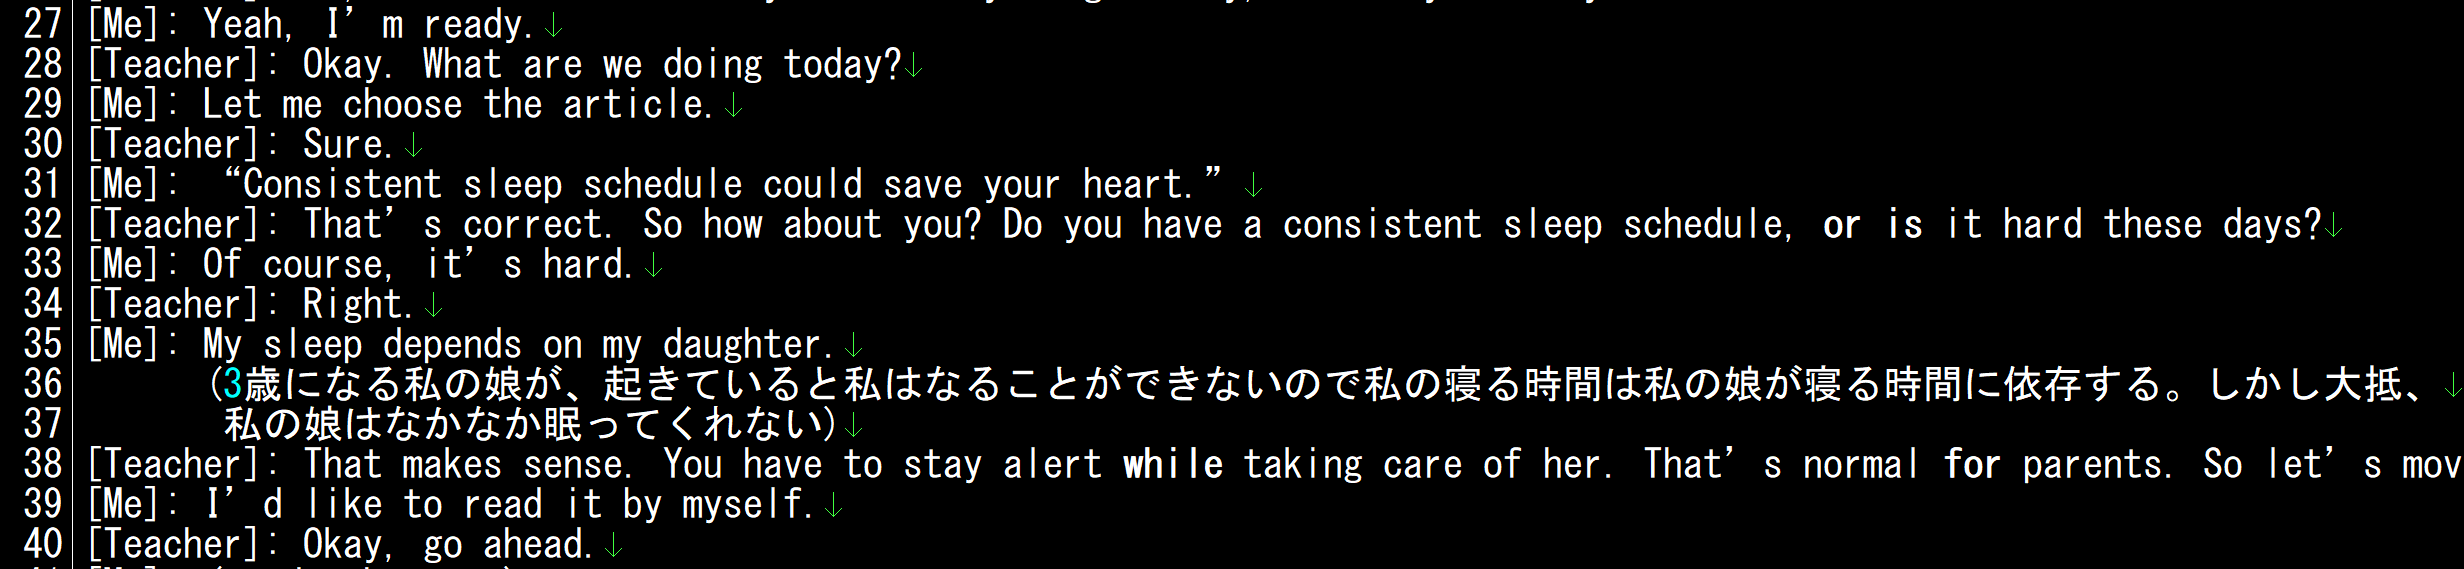 27 [Me]: Yeah, I’m ready.↓
28 [Teacher]: Okay. What are we doing today?↓
29 [Me]: Let me choose the article.↓
30 [Teacher]: Sure.↓
31 [Me]: “Consistent sleep schedule could save your heart.”↓
32 [Teacher]: That’s correct. So how about you? Do you have a consistent sleep schedule, or is it hard these days?↓
33 [Me]: Of course, it’s hard.↓
34 [Teacher]: Right.↓
35 [Me]: My sleep depends on my daughter.↓
36 (3歳になる私の娘が、起きていると私はなることができないので私の寝る時間は私の娘が寝る時間に依存する。しかし大抵、↓
37 私の娘はなかなか眠ってくれない)↓
38 [Teacher]: That makes sense. You have to stay alert while taking care of her. That’s normal for parents. So let’s mov
39 [Me]: I’d like to read it by myself.↓
40 [Teacher]: Okay, go ahead.↓